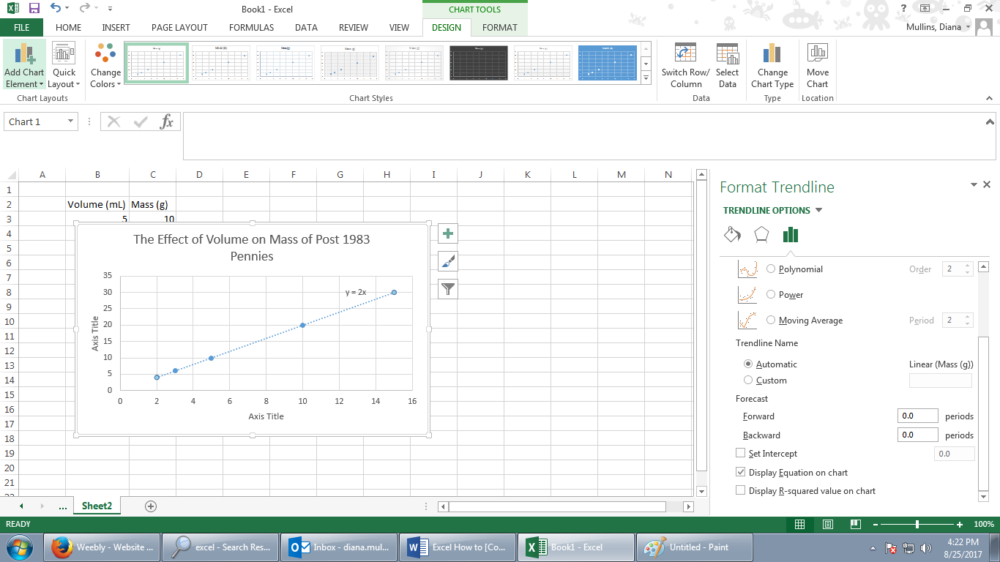 Book1 - Excel
CHART TOOLS
?
FILE HOME INSERT PAGE LAYOUT FORMULAS DATA REVIEW VIEW DESIGN FORMAT
Mullins, Diana
Add Chart Element
Quick Layout
Change Colors
Switch Row/ Column
Select Data
Change Chart Type
Move Chart
Chart Layouts
Chart Styles
Data
Type
Location
Chart 1
fx
A B C D E F G H I J K L M N
1
2 Volume (mL) Mass (g)
3 5 10
4
5
6
7
8
9
10
11
12
13
14
15
16
17
18
19
20
21
The Effect of Volume on Mass of Post 1983
Pennies
35
30
25
20
15
10
5
0
y = 2x
Axis Title
0 2 4 6 8 10 12 14 16
Axis Title
Format Trendline
TRENDLINE OPTIONS
Polynomial Order 2
Power
Moving Average Period 2
Trendline Name
Automatic Linear (Mass (g))
Custom
Forecast
Forward 0.0 periods
Backward 0.0 periods
Set Intercept 0.0
Display Equation on chart
Display R-squared value on chart
... Sheet2
READY
100%
Weebly - Website ...
excel - Search Res...
Inbox - diana.mul...
Excel How to [Co...
Book1 - Excel
Untitled - Paint
4:22 PM
8/25/2017